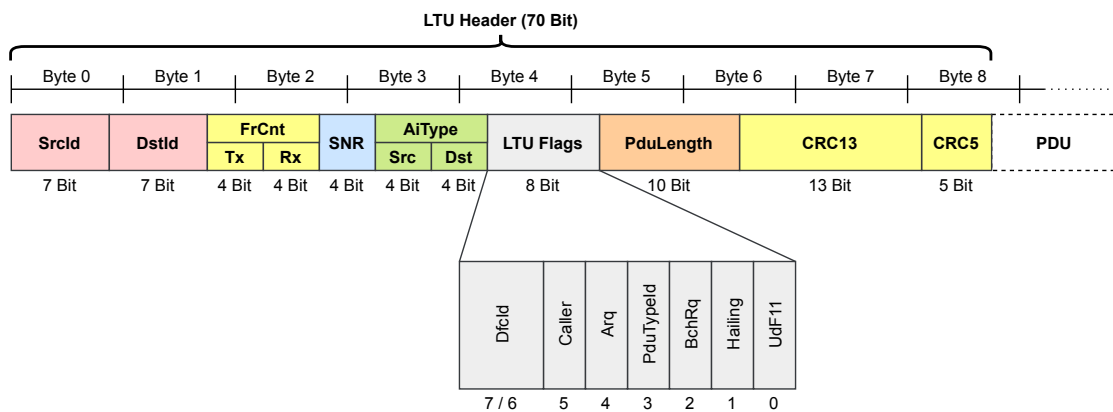 LTU Header (70 Bit)
Byte 0 Byte 1 Byte 2 Byte 3 Byte 4 Byte 5 Byte 6 Byte 7 Byte 8
SrcId DstId FrCnt SNR AiType LTU Flags PduLength CRC13 CRC5 PDU
Tx Rx Src Dst
7 Bit 7 Bit 4 Bit 4 Bit 4 Bit 4 Bit 4 Bit 8 Bit 10 Bit 13 Bit 5 Bit
DfcId Caller Arq PduTypeId BchRq Hailing UdF11
7 / 6 5 4 3 2 1 0